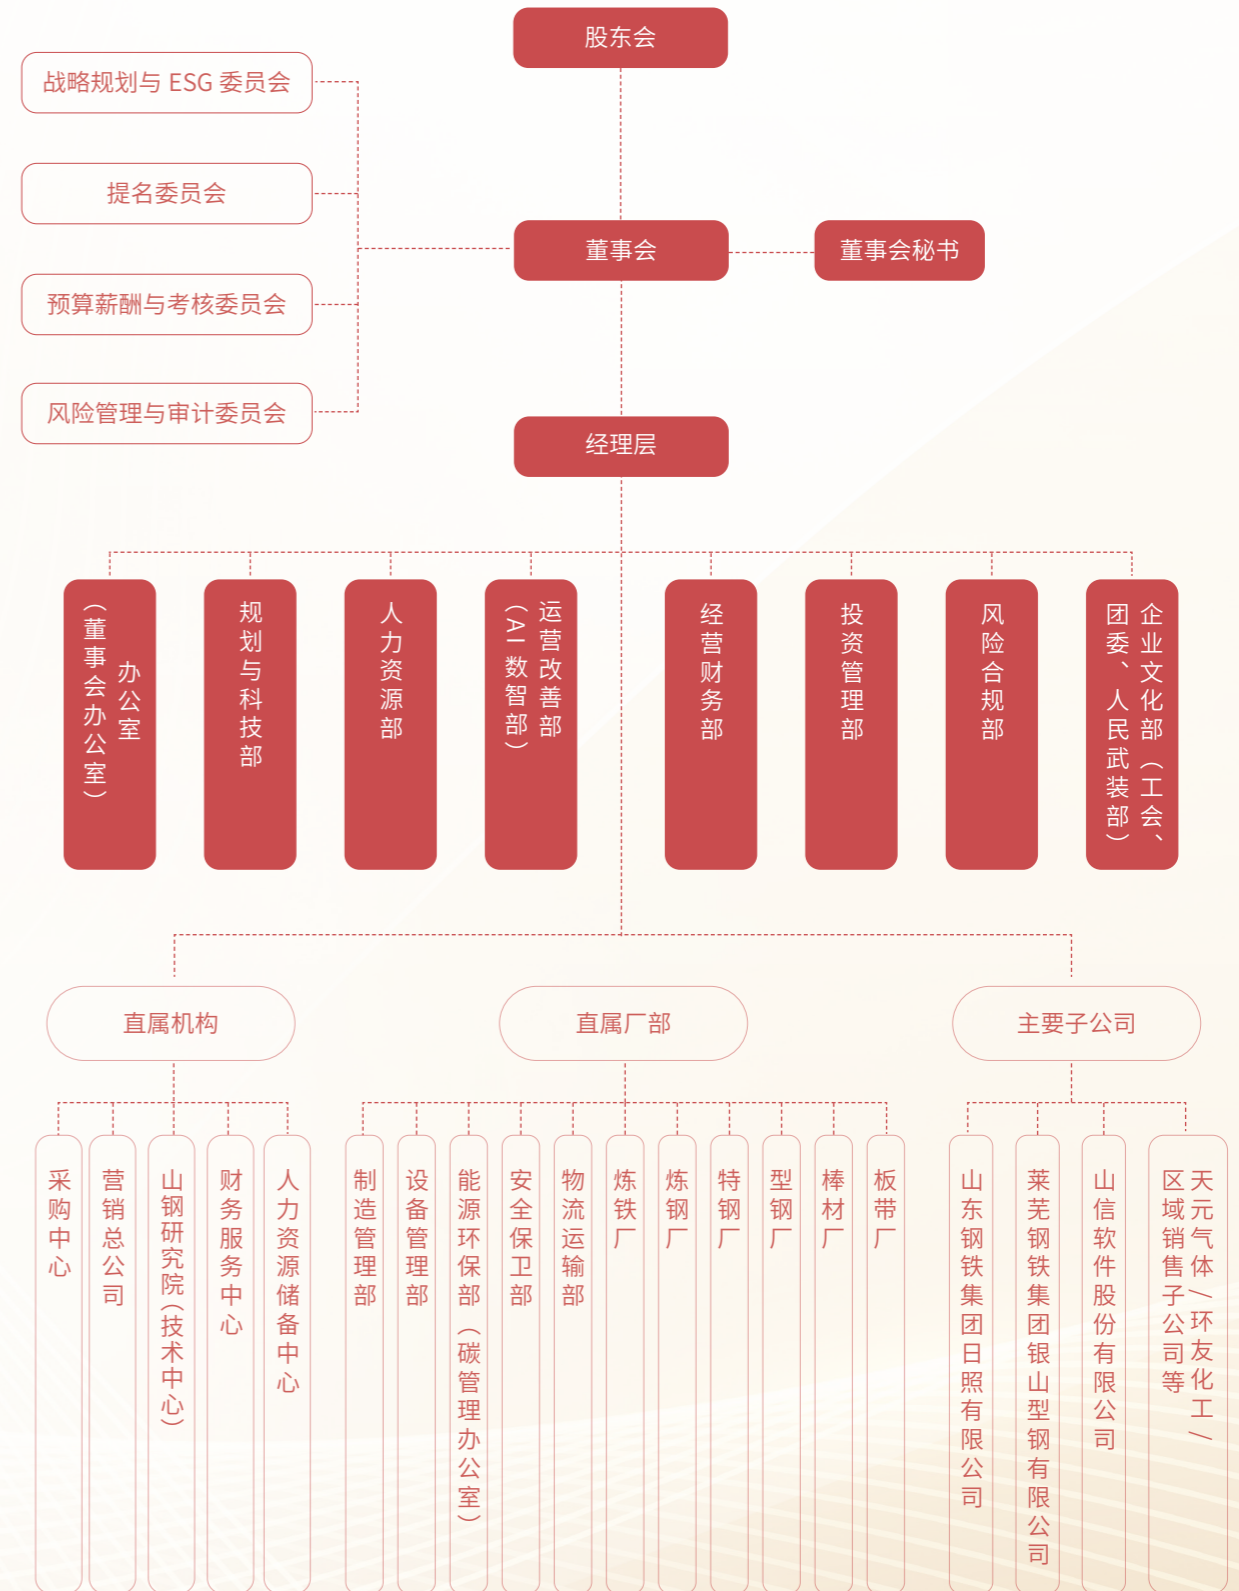 股东会
战略规划与 ESG 委员会
提名委员会
董事会
董事会秘书
预算薪酬与考核委员会
风险管理与审计委员会
经理层
办公室
（董事会办公室）
规划与科技部
人力资源部
运营改善部
（AI 数智部）
经营财务部
投资管理部
风险合规部
企业文化部（工会、
团委、人民武装部）
直属机构
直属厂部
主要子公司
采购中心
营销总公司
山钢研究院（技术中心）
财务服务中心
人力资源储备中心
制造管理部
设备管理部
能源环保部（碳管理办公室）
安全保卫部
物流运输部
炼铁厂
炼钢厂
特钢厂
型钢厂
棒材厂
板带厂
山东钢铁集团日照有限公司
莱芜钢铁集团银山型钢有限公司
山信软件股份有限公司
天元气体/环友化工/
区域销售子公司等